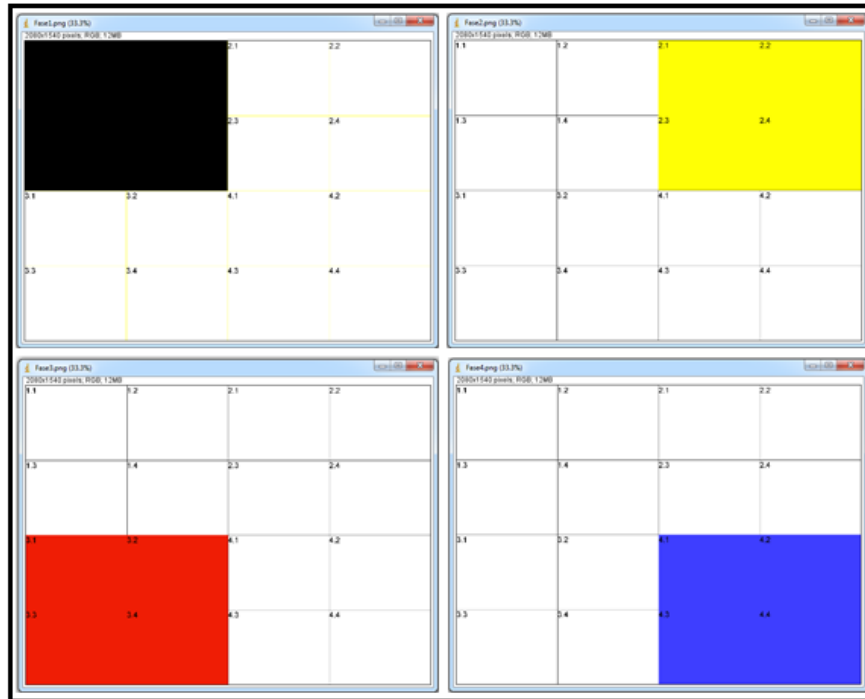 Fase1.png (33.3%)
2080x1540 pixels; RGB; 12MB
2.1 2.2
2.3 2.4
3.1 3.2 4.1 4.2
3.3 3.4 4.3 4.4
Fase2.png (33.3%)
2080x1540 pixels; RGB; 12MB
1.1 1.2 2.1 2.2
1.3 1.4 2.3 2.4
3.1 3.2 4.1 4.2
3.3 3.4 4.3 4.4
Fase3.png (33.3%)
2080x1540 pixels; RGB; 12MB
1.1 1.2 2.1 2.2
1.3 1.4 2.3 2.4
3.1 3.2 4.1 4.2
3.3 3.4 4.3 4.4
Fase4.png (33.3%)
2080x1540 pixels; RGB; 12MB
1.1 1.2 2.1 2.2
1.3 1.4 2.3 2.4
3.1 3.2 4.1 4.2
3.3 3.4 4.3 4.4